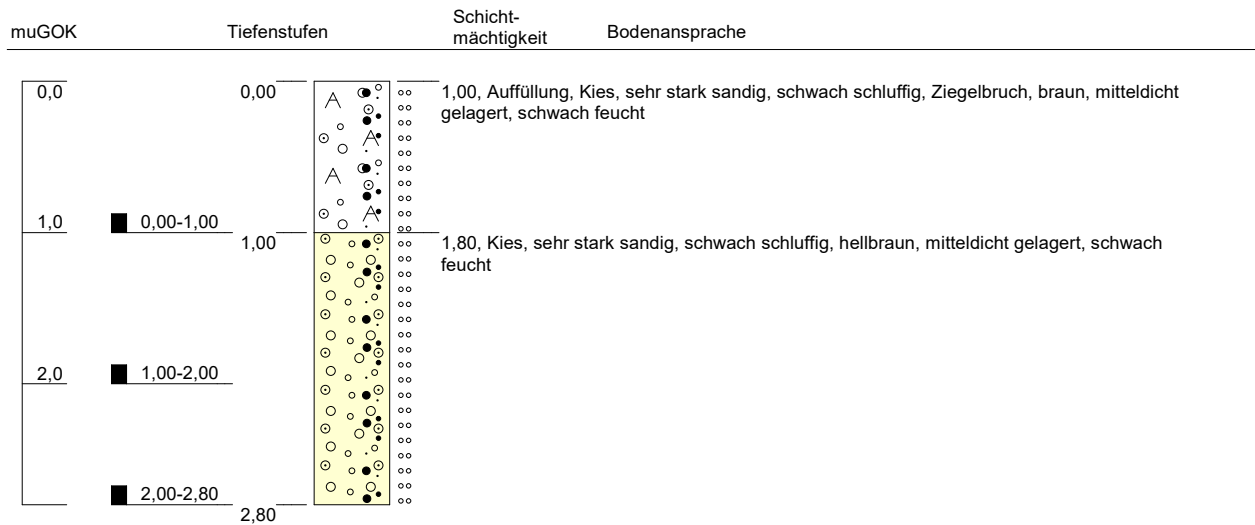 muGOK Tiefenstufen Schicht-
mächtigkeit Bodenansprache
0,0 0,00 1,00, Auffüllung, Kies, sehr stark sandig, schwach schluffig, Ziegelbruch, braun, mitteldicht
gelagert, schwach feucht
1,0 0,00-1,00
1,00 1,80, Kies, sehr stark sandig, schwach schluffig, hellbraun, mitteldicht gelagert, schwach
feucht
2,0 1,00-2,00
2,00-2,80
2,80